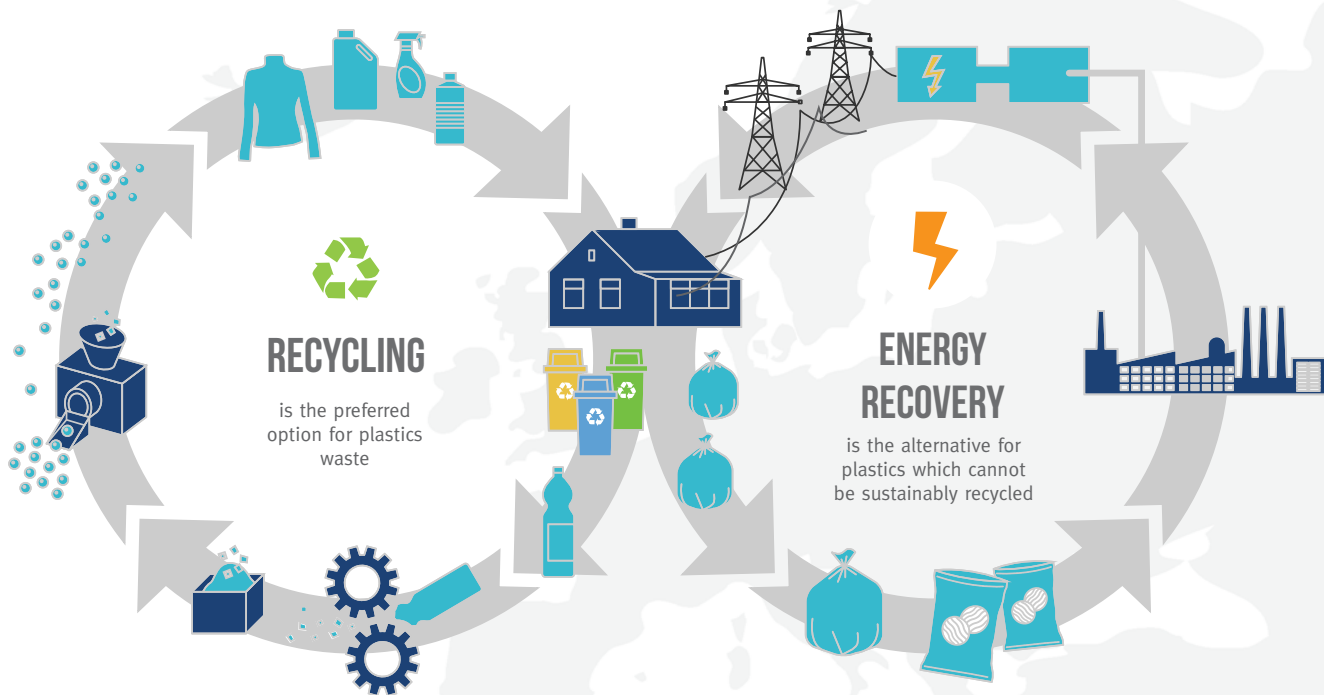 RECYCLING
is the preferred
option for plastics
waste
ENERGY
RECOVERY
is the alternative for
plastics which cannot
be sustainably recycled